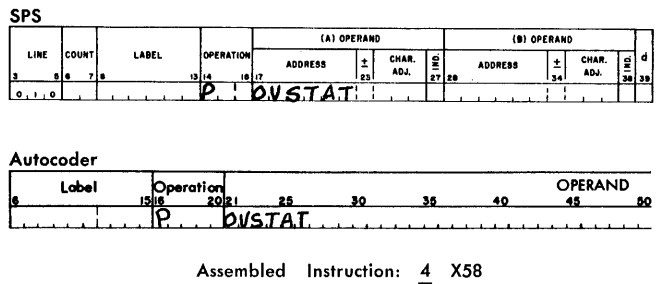 SPS
(A) OPERAND (B) OPERAND
LINE COUNT LABEL OPERATION ADDRESS ± CHAR. ADJ. IND. ADDRESS ± CHAR. ADJ. IND. d
3 5 6 7 8 13 14 16 17 23 27 28 34 38 39
0 1 0 P OVSTAT
Autocoder
Label Operation OPERAND
6 15 16 20 21 25 30 35 40 45 50
P OVSTAT
Assembled Instruction: 4 X58